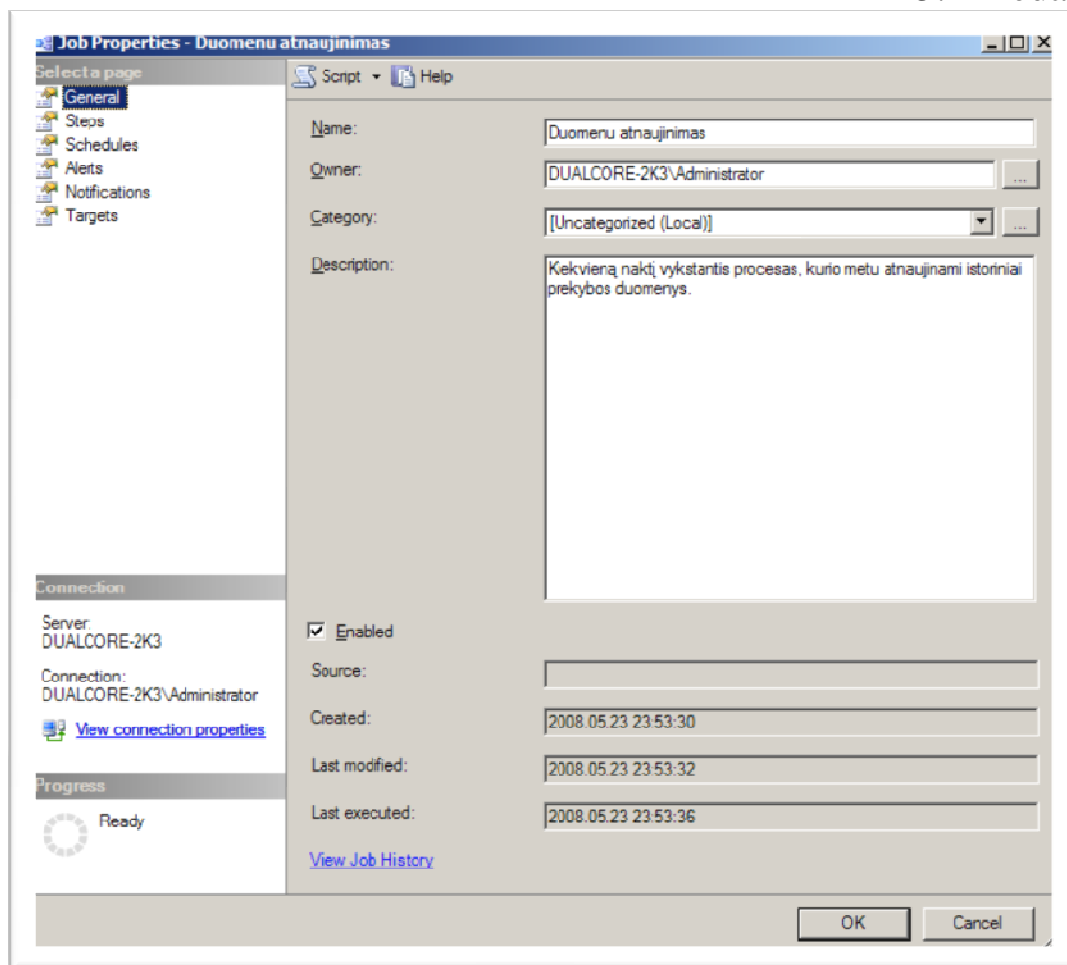 Job Properties - Duomenu atnaujinimas
Select a page
General
Steps
Schedules
Alerts
Notifications
Targets
Script
Help
Name:
Duomenu atnaujinimas
Owner:
DUALCORE-2K3\Administrator
...
Category:
[Uncategorized (Local)]
...
Description:
Kiekvieną naktį vykstantis procesas, kurio metu atnaujinami istoriniai
prekybos duomenys.
Enabled
Source:
Created:
2008.05.23 23:53:30
Last modified:
2008.05.23 23:53:32
Last executed:
2008.05.23 23:53:36
View Job History
Connection
Server:
DUALCORE-2K3
Connection:
DUALCORE-2K3\Administrator
View connection properties
Progress
Ready
OK
Cancel